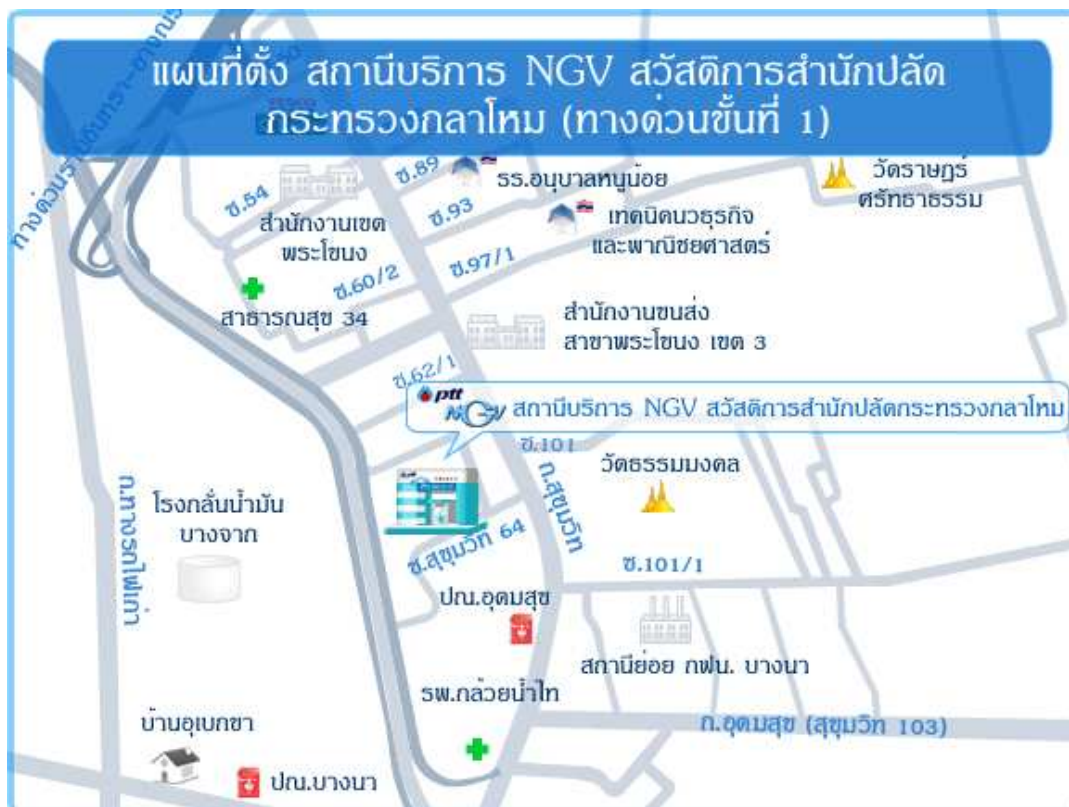 แผนที่ตั้ง สถานีบริการ NGV สวัสดิการสำนักปลัด
กระทรวงกลาโหม (ทางด่วนขั้นที่ 1)
ซ.89
ซ.54
รร.อนุบาลหนูน้อย
วัดราษฎร์
ศรัทธาธรรม
สำนักงานเขต
พระโขนง
ซ.93
เทคนิคนวธุรกิจ
และพาณิชยศาสตร์
ซ.97/1
ซ.60/2
สาธารณสุข 34
สำนักงานขนส่ง
สาขาพระโขนง เขต 3
ซ.62/1
ptt
NGV สถานีบริการ NGV สวัสดิการสำนักปลัดกระทรวงกลาโหม
ซ.101
ถ.สุขุมวิท
วัดธรรมมงคล
โรงกลั่นน้ำมัน
บางจาก
ถ.ทางรถไฟเก่า
ซ.สุขุมวิท 64
ซ.101/1
ปณ.อุดมสุข
สถานีย่อย กฟน. บางนา
รพ.กล้วยน้ำไท
บ้านอุเบกขา
ถ.อุดมสุข (สุขุมวิท 103)
ปณ.บางนา